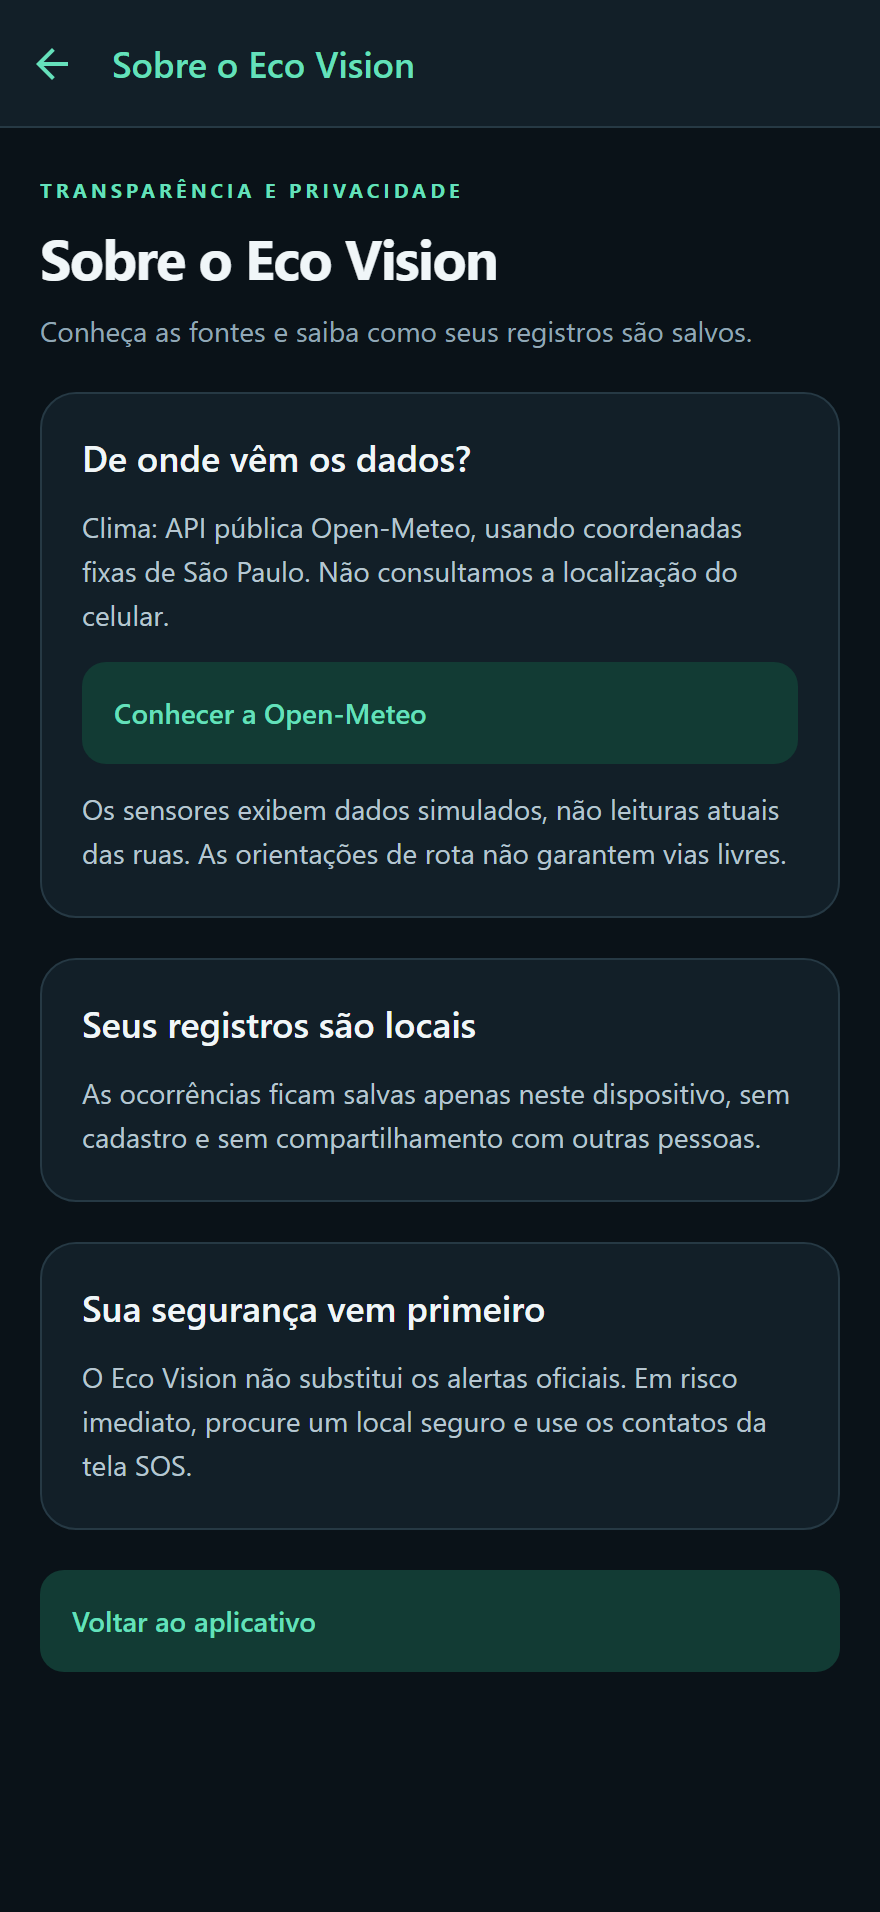 Sobre o Eco Vision
TRANSPARÊNCIA E PRIVACIDADE
Sobre o Eco Vision
Conheça as fontes e saiba como seus registros são salvos.
De onde vêm os dados?
Clima: API pública Open-Meteo, usando coordenadas
fixas de São Paulo. Não consultamos a localização do
celular.
Conhecer a Open-Meteo
Os sensores exibem dados simulados, não leituras atuais
das ruas. As orientações de rota não garantem vias livres.
Seus registros são locais
As ocorrências ficam salvas apenas neste dispositivo, sem
cadastro e sem compartilhamento com outras pessoas.
Sua segurança vem primeiro
O Eco Vision não substitui os alertas oficiais. Em risco
imediato, procure um local seguro e use os contatos da
tela SOS.
Voltar ao aplicativo